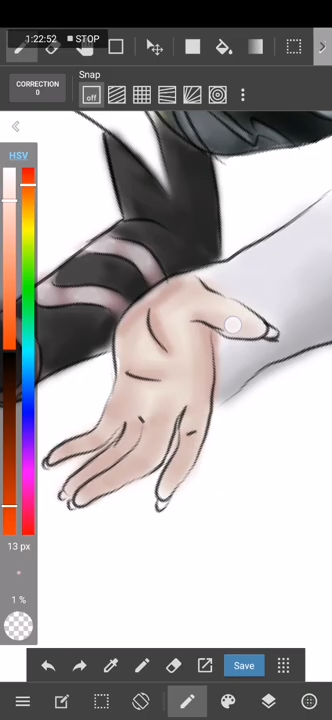 1:22:52 ■ STOP
CORRECTION
0
Snap
off
HSV
13 px
1 %
Save